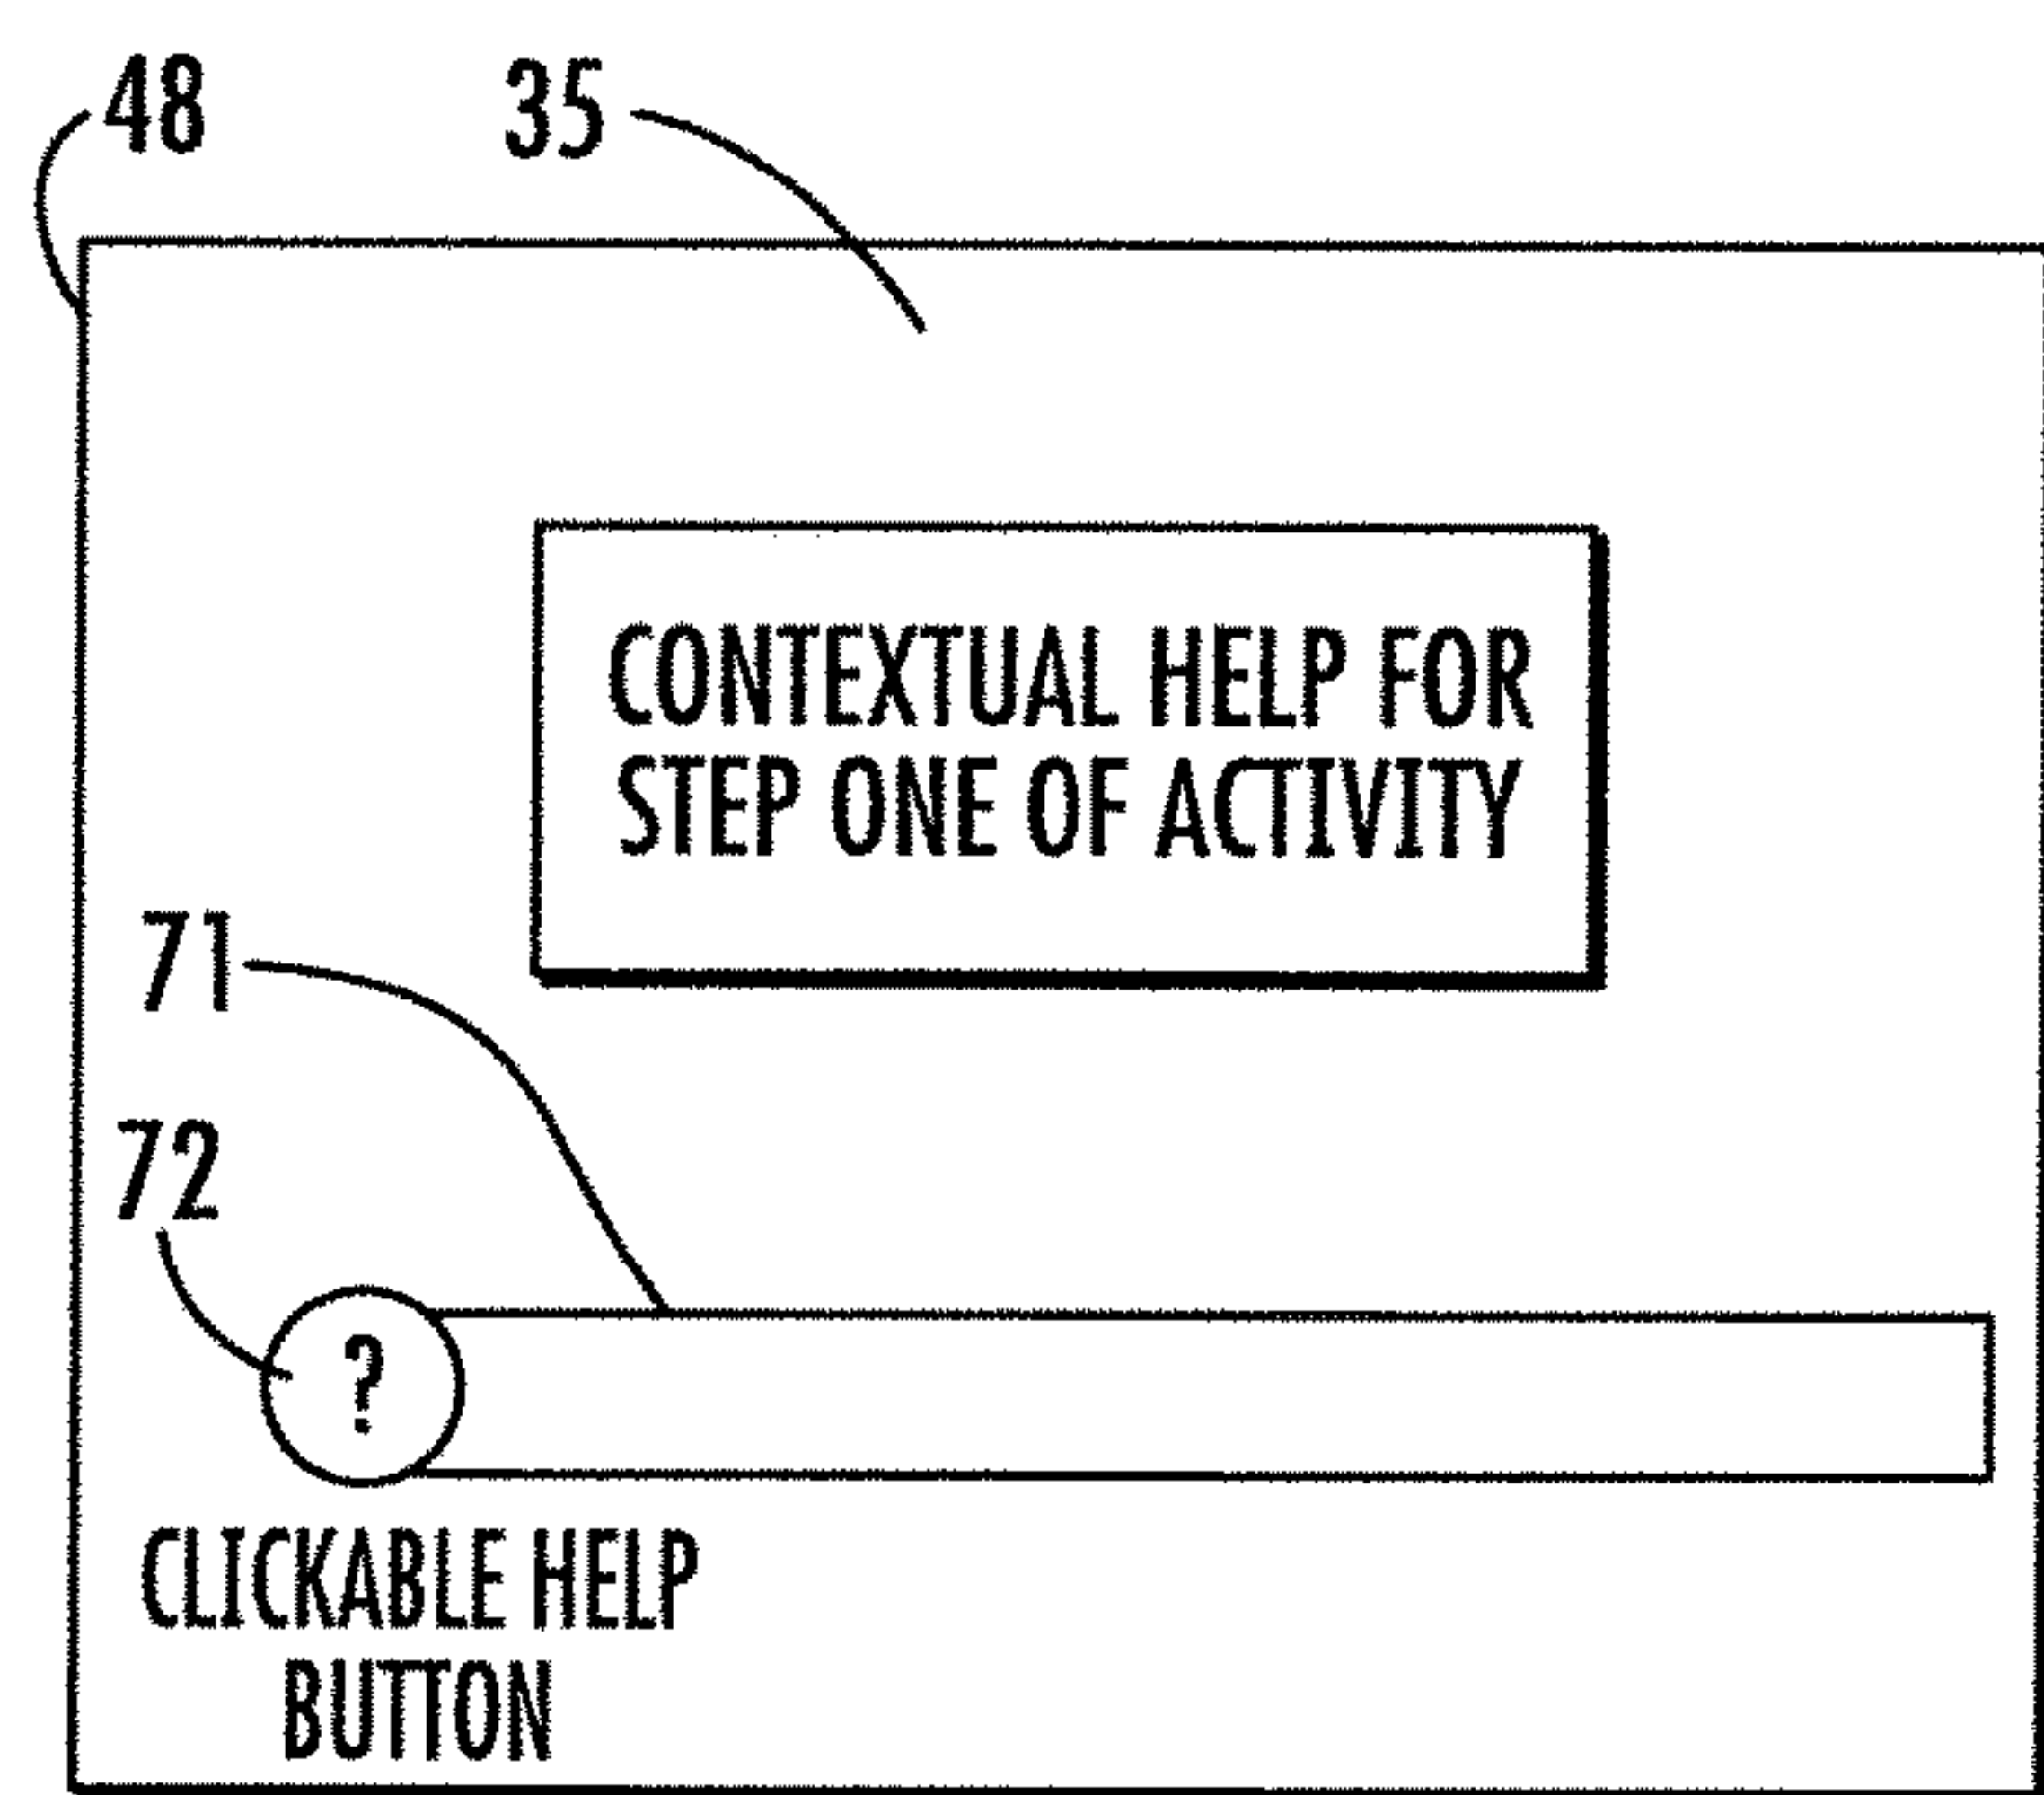 48 35
CONTEXTUAL HELP FOR
STEP ONE OF ACTIVITY
71
72
?
CLICKABLE HELP
BUTTON